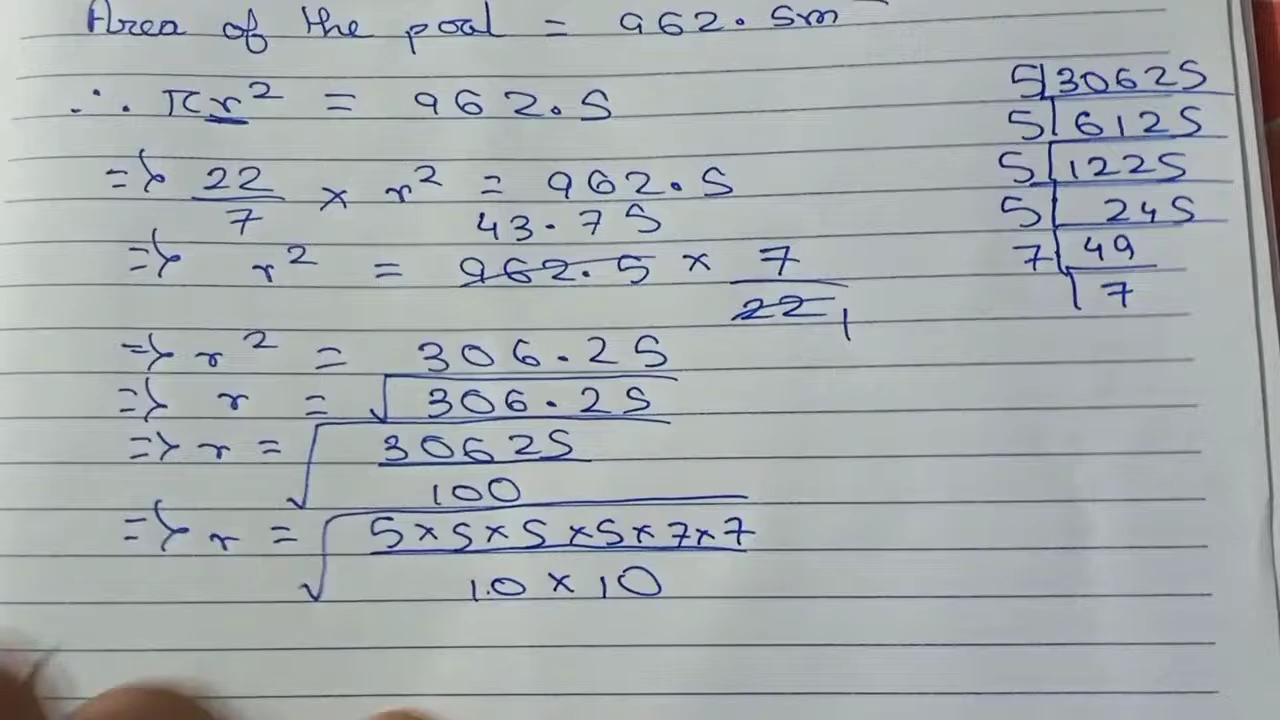 Area of the pool = 962.5m
∴ πr² = 962.5
=> 22/7 × r² = 962.5
43.75
=> r² = 962.5 × 7/22 1
=> r² = 306.25
=> r = √306.25
=> r = √(30625/100)
=> r = √(5×5×5×5×7×7/10×10)
5 30625
5 6125
5 1225
5 245
7 49
7